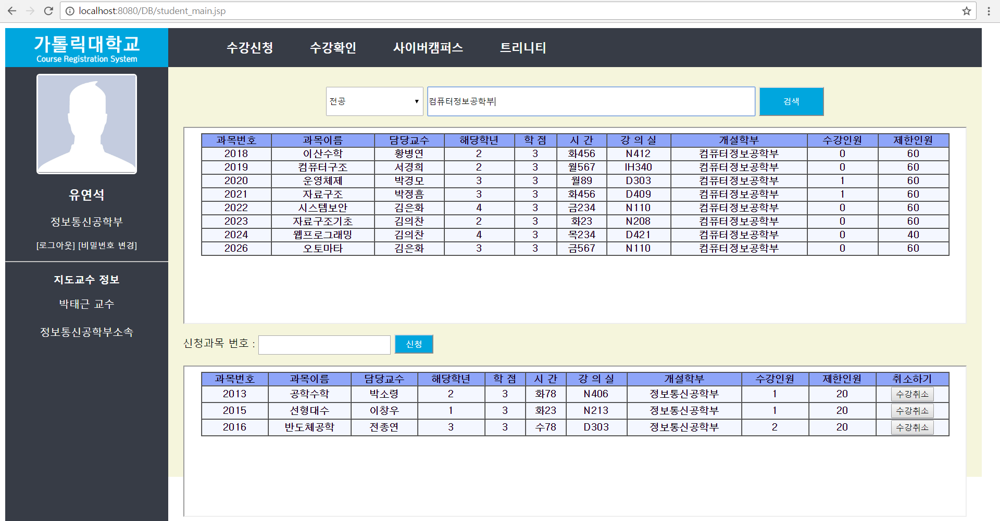 localhost:8080/DB/student_main.jsp
가톨릭대학교
Course Registration System
수강신청 수강확인 사이버캠퍼스 트리니티
유연석
정보통신공학부
[로그아웃] [비밀번호 변경]
지도교수 정보
박태근 교수
정보통신공학부소속
전공 컴퓨터정보공학부 검색
과목번호 과목이름 담당교수 해당학년 학 점 시 간 강 의 실 개설학부 수강인원 제한인원
2018 이산수학 황병연 2 3 화456 N412 컴퓨터정보공학부 0 60
2019 컴퓨터구조 서경희 2 3 월567 IH340 컴퓨터정보공학부 0 60
2020 운영체제 박경모 3 3 월89 D303 컴퓨터정보공학부 1 60
2021 자료구조 박정흠 3 3 화456 D409 컴퓨터정보공학부 1 60
2022 시스템보안 김은화 4 3 금234 N110 컴퓨터정보공학부 0 60
2023 자료구조기초 김의찬 2 3 화23 N208 컴퓨터정보공학부 0 60
2024 웹프로그래밍 김의찬 4 3 목234 D421 컴퓨터정보공학부 0 40
2026 오토마타 김은화 3 3 금567 N110 컴퓨터정보공학부 0 60
신청과목 번호 : 신청
과목번호 과목이름 담당교수 해당학년 학 점 시 간 강 의 실 개설학부 수강인원 제한인원 취소하기
2013 공학수학 박소령 2 3 화78 N406 정보통신공학부 1 20 수강취소
2015 선형대수 이창우 1 3 화23 N213 정보통신공학부 1 20 수강취소
2016 반도체공학 전종연 3 3 수78 D303 정보통신공학부 2 20 수강취소